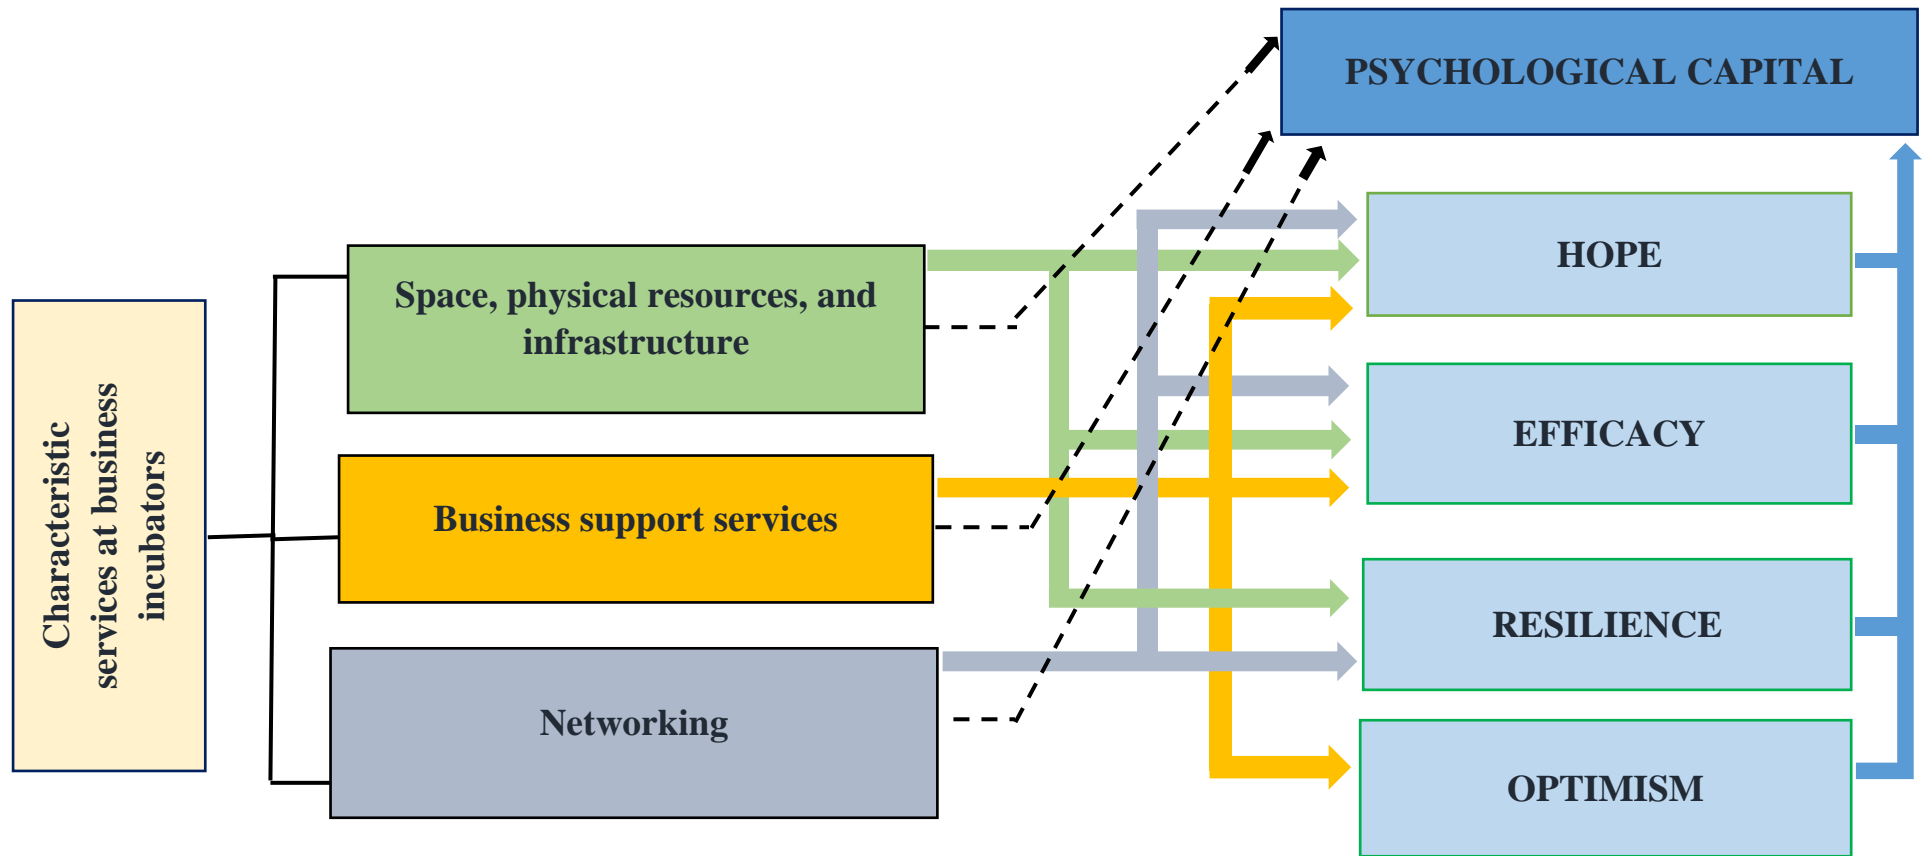 PSYCHOLOGICAL CAPITAL
Characteristic
services at business
incubators
Space, physical resources, and
infrastructure
Business support services
Networking
HOPE
EFFICACY
RESILIENCE
OPTIMISM